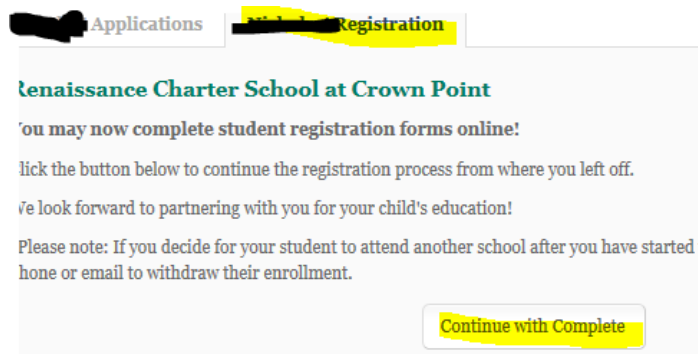 Applications Registration
Renaissance Charter School at Crown Point
You may now complete student registration forms online!
Click the button below to continue the registration process from where you left off.
We look forward to partnering with you for your child's education!
Please note: If you decide for your student to attend another school after you have started
hone or email to withdraw their enrollment.
Continue with Complete